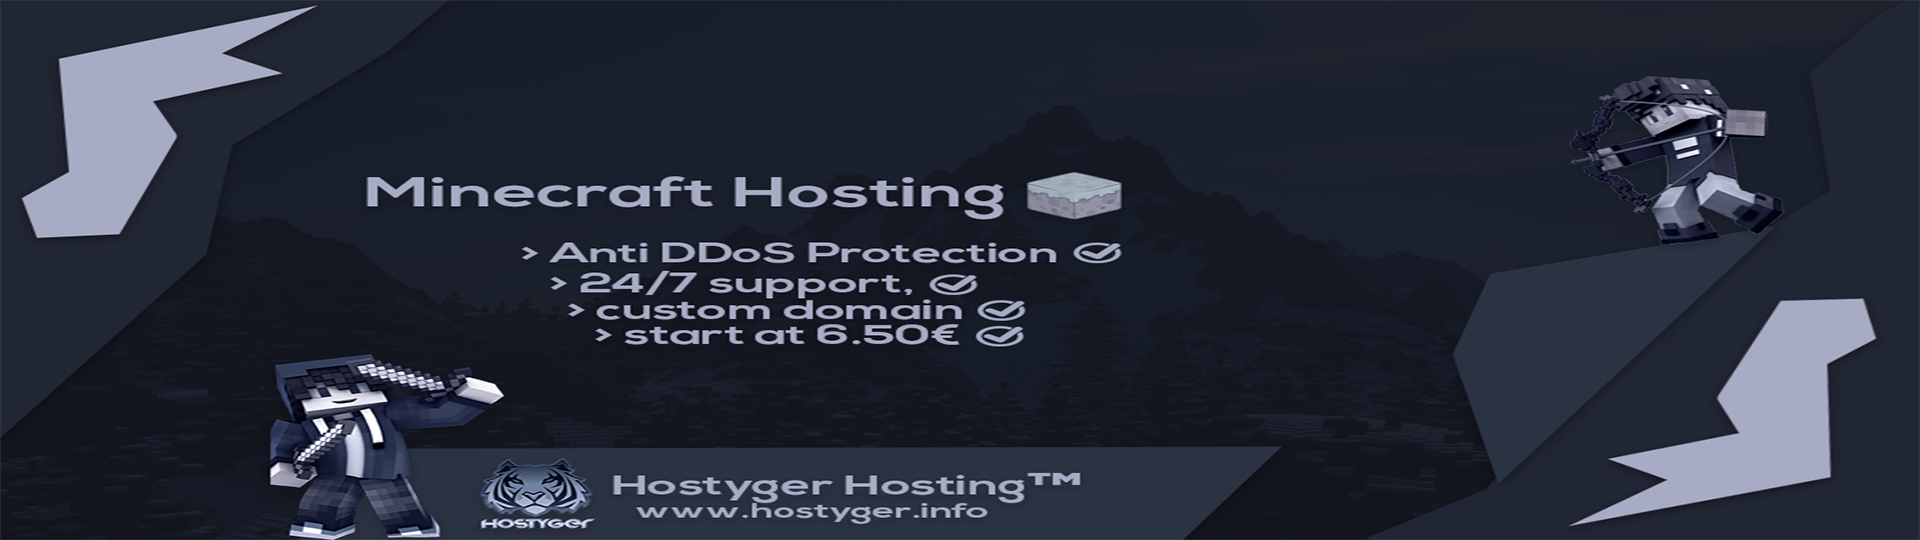 Minecraft Hosting
> Anti DDoS Protection
> 24/7 support,
> custom domain
> start at 6.50€
HOSTYGER
Hostyger Hosting™
www.hostyger.info